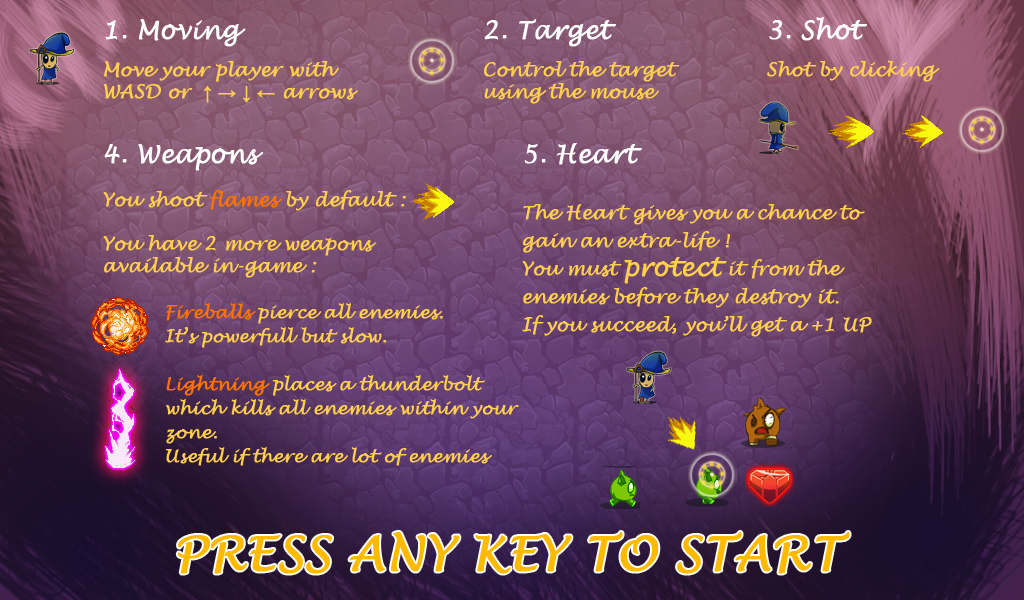 1. Moving
Move your player with
WASD or ↑ → ↓ ← arrows
2. Target
Control the target
using the mouse
3. Shot
Shot by clicking
4. Weapons
You shoot flames by default :
You have 2 more weapons
available in-game :
Fireballs pierce all enemies.
It's powerfull but slow.
Lightning places a thunderbolt
which kills all enemies within your
zone.
Useful if there are lot of enemies
5. Heart
The Heart gives you a chance to
gain an extra-life !
You must protect it from the
enemies before they destroy it.
If you succeed, you'll get a +1 UP
PRESS ANY KEY TO START